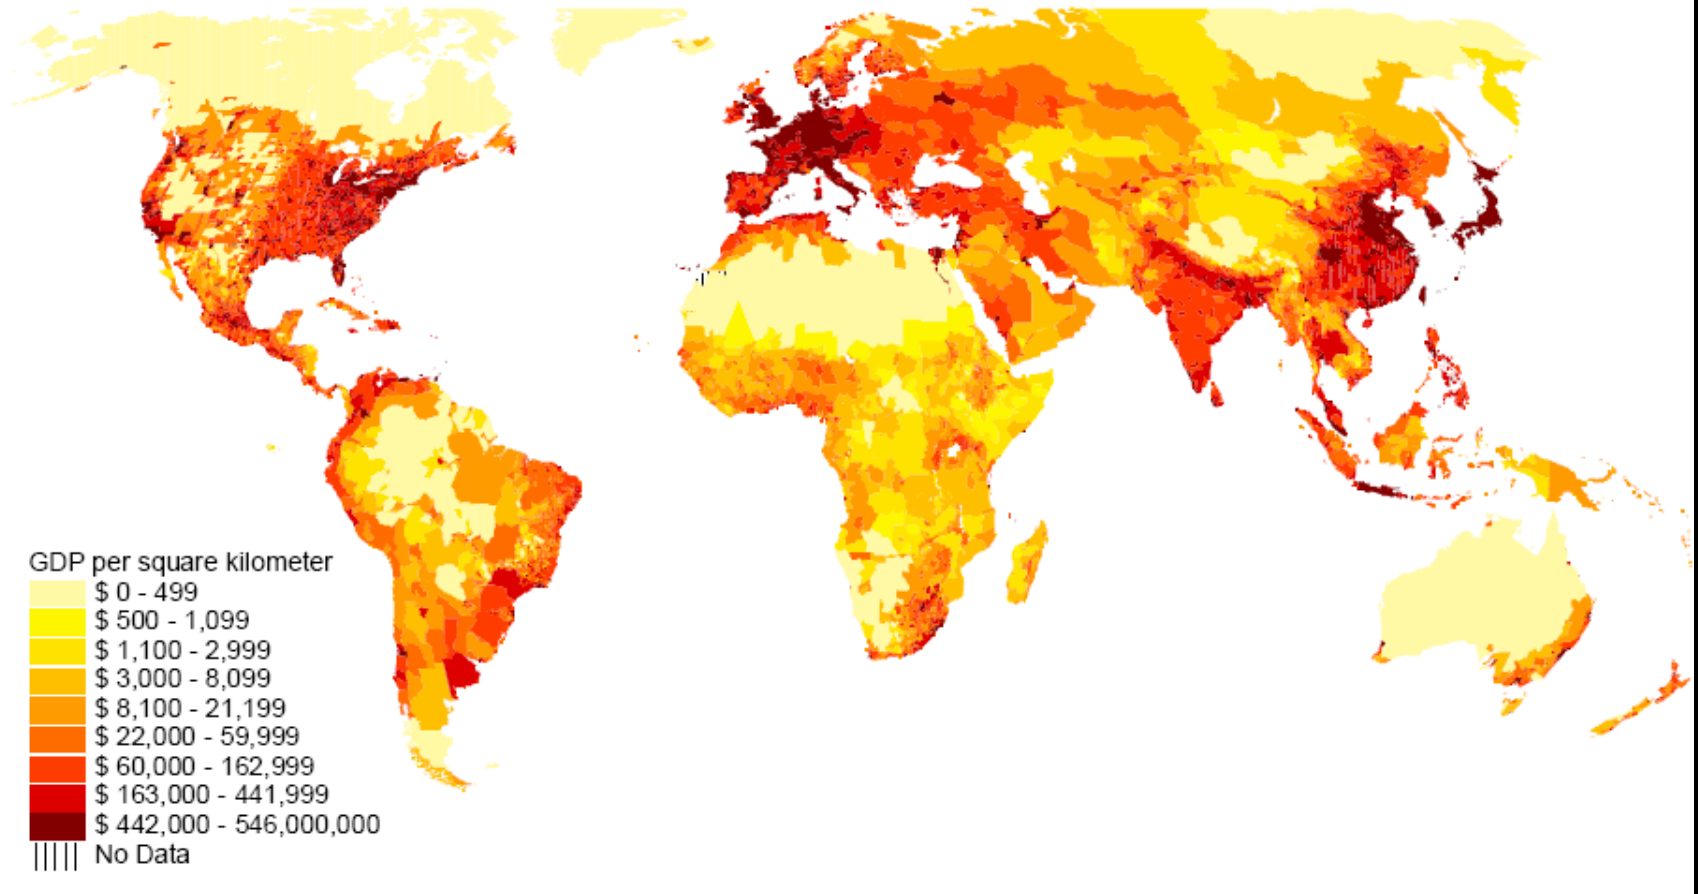 GDP per square kilometer
$ 0 - 499
$ 500 - 1,099
$ 1,100 - 2,999
$ 3,000 - 8,099
$ 8,100 - 21,199
$ 22,000 - 59,999
$ 60,000 - 162,999
$ 163,000 - 441,999
$ 442,000 - 546,000,000
No Data